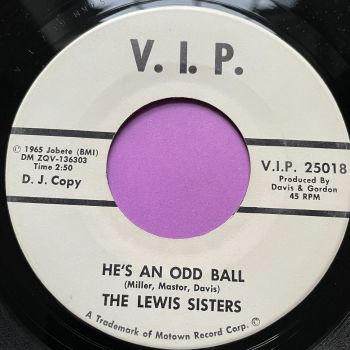 V. I. P.
℗ 1965 Jobete (BMI)
DM ZQV-136303
Time 2:50
D. J. Copy
V.I.P. 25018
Produced By
Davis & Gordon
45 RPM
HE'S AN ODD BALL
(Miller, Mastor, Davis)
THE LEWIS SISTERS
A Trademark of Motown Record Corp. ©